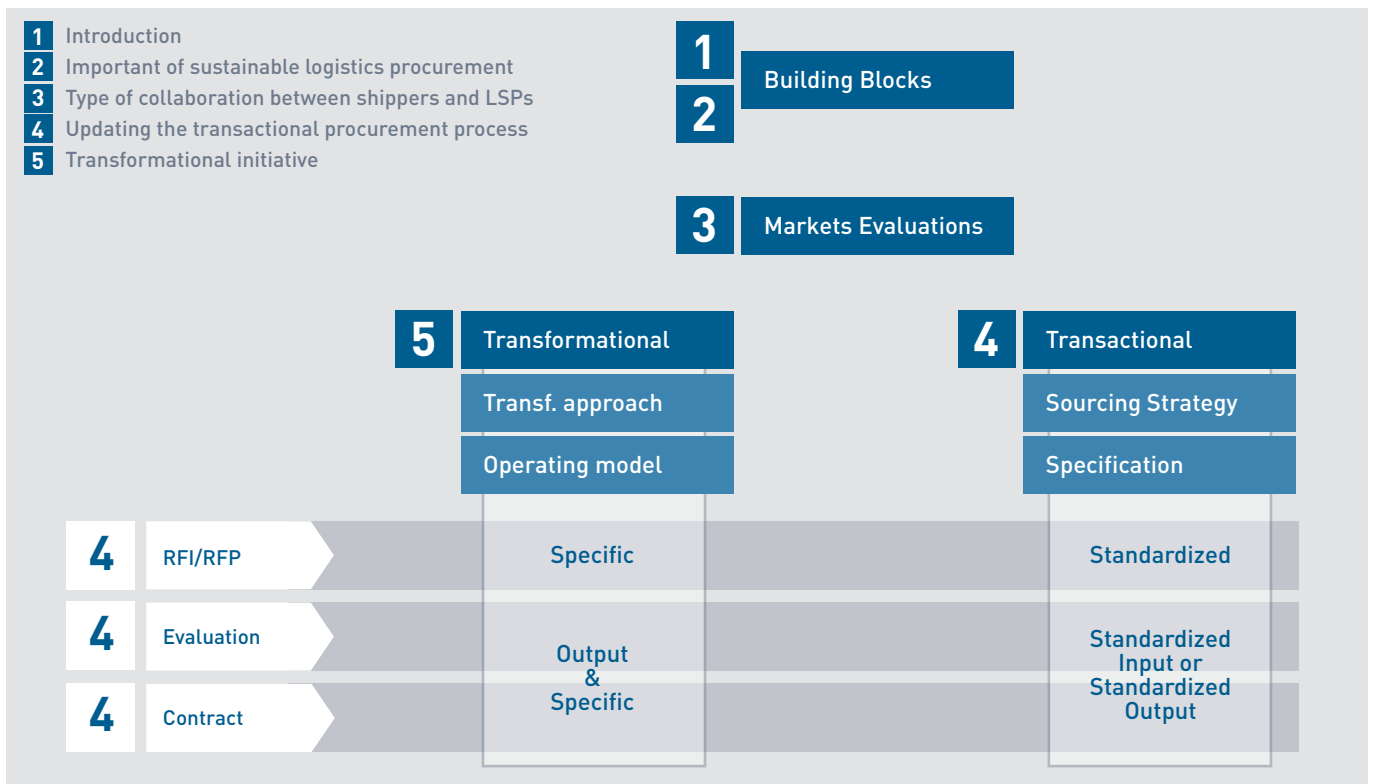 1 Introduction
2 Important of sustainable logistics procurement
3 Type of collaboration between shippers and LSPs
4 Updating the transactional procurement process
5 Transformational initiative
1
2
Building Blocks
3 Markets Evaluations
5 Transformational
Transf. approach
Operating model
4 Transactional
Sourcing Strategy
Specification
4 RFI/RFP Specific Standardized
4 Evaluation
4 Contract
Output
&
Specific
Standardized
Input or
Standardized
Output